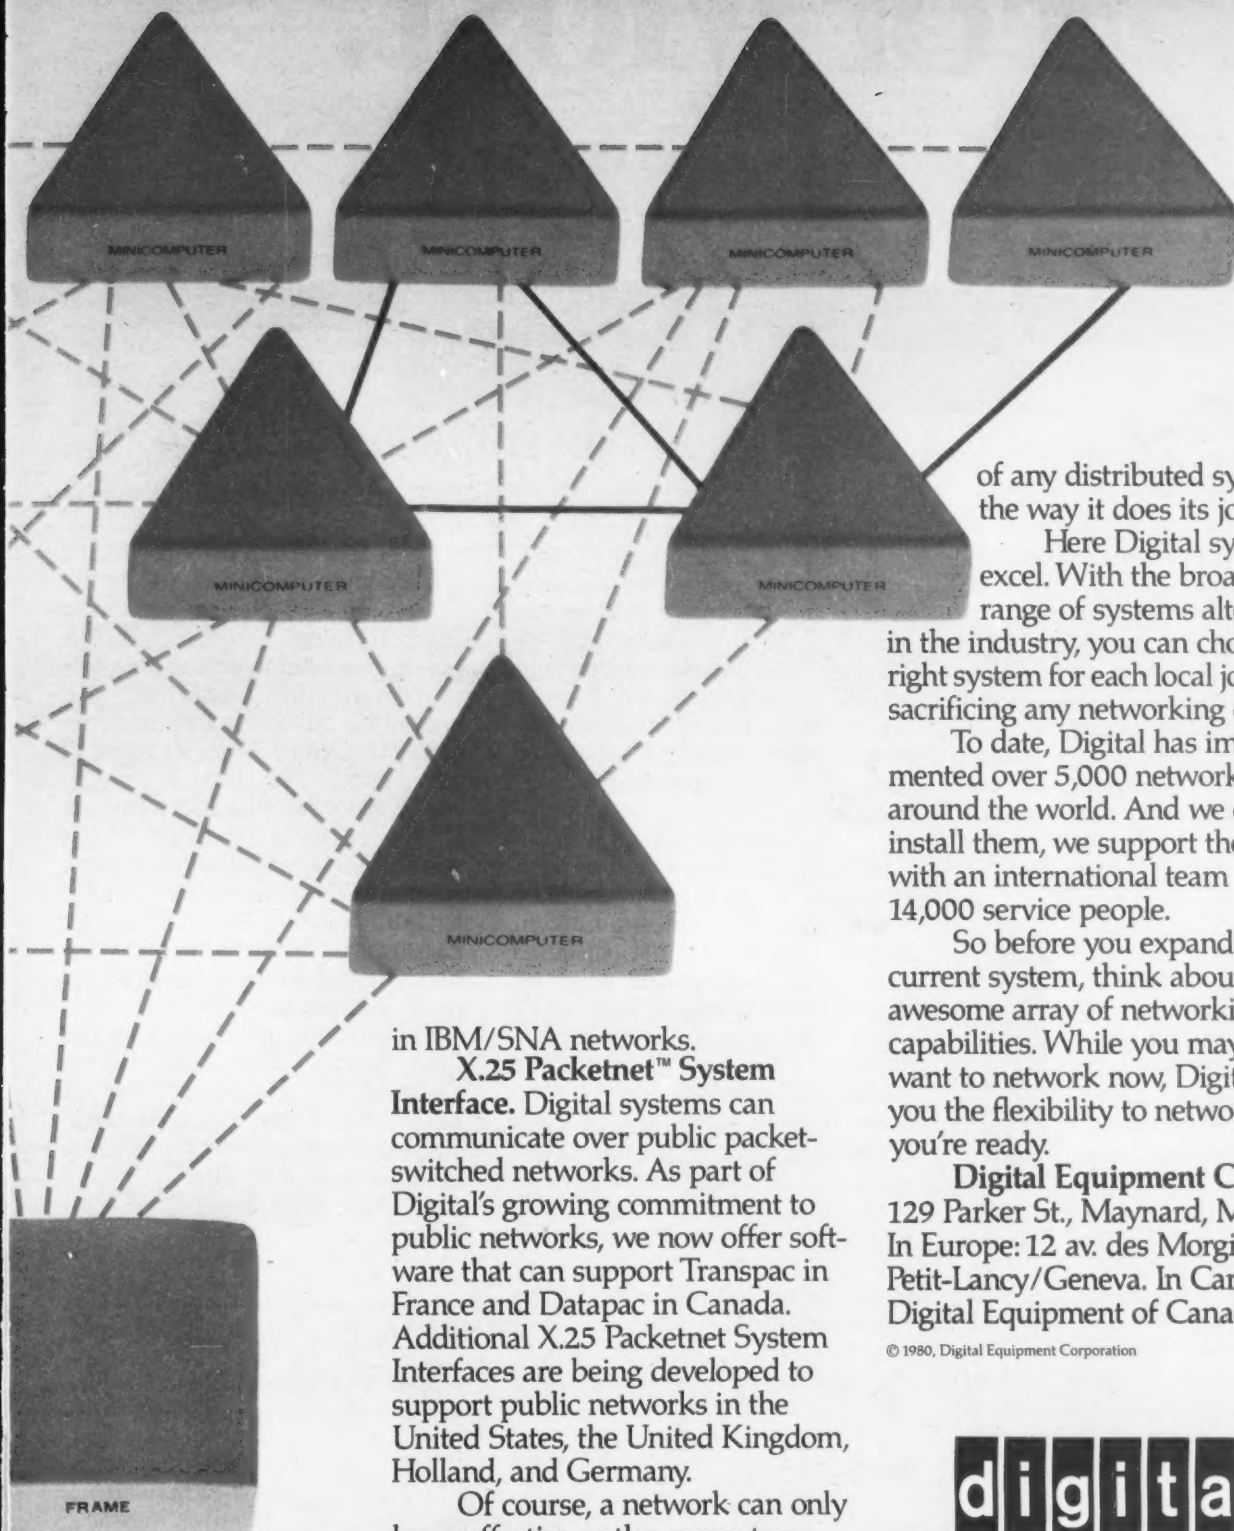 MINICOMPUTER
MINICOMPUTER
MINICOMPUTER
MINICOMPUTER
MINICOMPUTER
MINICOMPUTER
MINICOMPUTER
FRAME
in IBM/SNA networks.
X.25 Packetnet™ System
Interface. Digital systems can
communicate over public packet-
switched networks. As part of
Digital's growing commitment to
public networks, we now offer soft-
ware that can support Transpac in
France and Datapac in Canada.
Additional X.25 Packetnet System
Interfaces are being developed to
support public networks in the
United States, the United Kingdom,
Holland, and Germany.
Of course, a network can only
of any distributed sy
the way it does its jo
Here Digital sy
excel. With the broa
range of systems alt
in the industry, you can cho
right system for each local jo
sacrificing any networking
To date, Digital has im
mented over 5,000 network
around the world. And we
install them, we support the
with an international team
14,000 service people.
So before you expand
current system, think abou
awesome array of networki
capabilities. While you may
want to network now, Digit
you the flexibility to netwo
you're ready.
Digital Equipment C
129 Parker St., Maynard, M
In Europe: 12 av. des Morgi
Petit-Lancy/Geneva. In Can
Digital Equipment of Cana
© 1980, Digital Equipment Corporation
digita